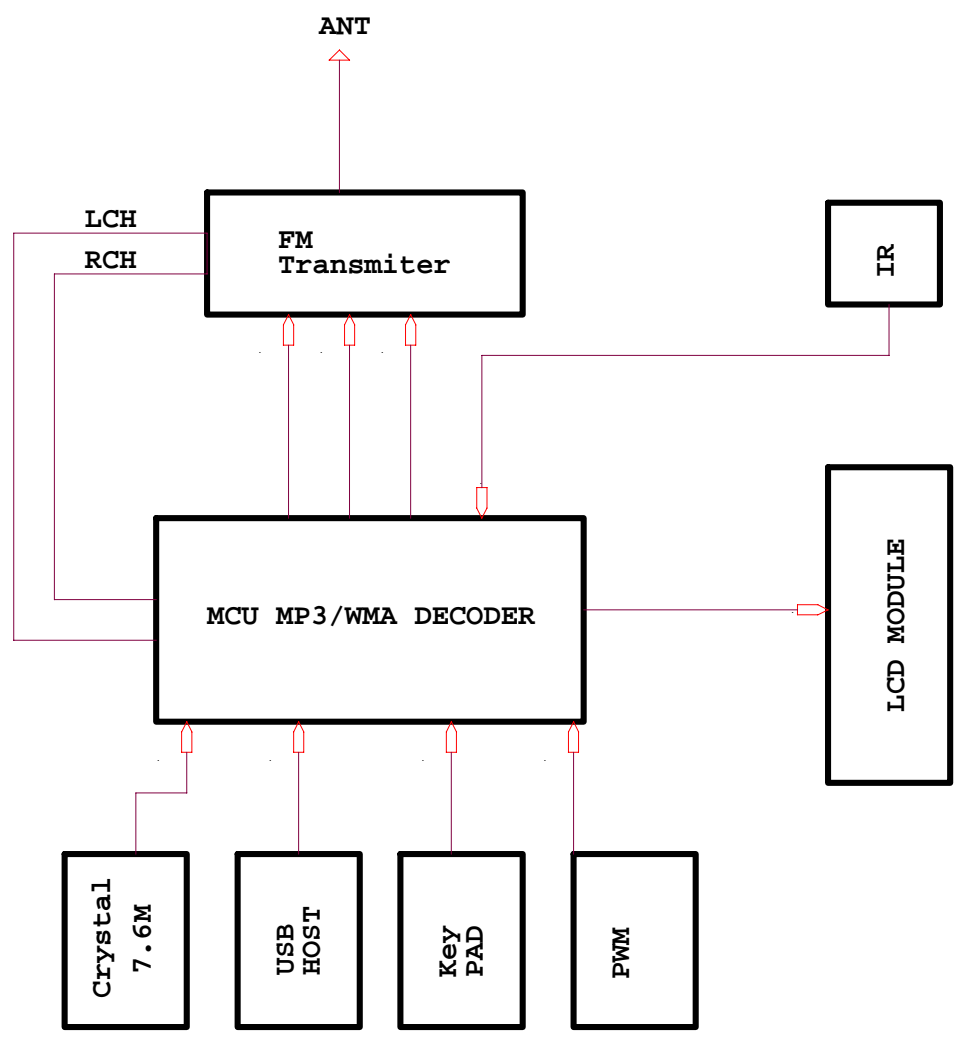 ANT
LCH
RCH
FM
Transmiter
IR
MCU MP3/WMA DECODER
LCD MODULE
Crystal
7.6M
USB
HOST
Key
PAD
PWM